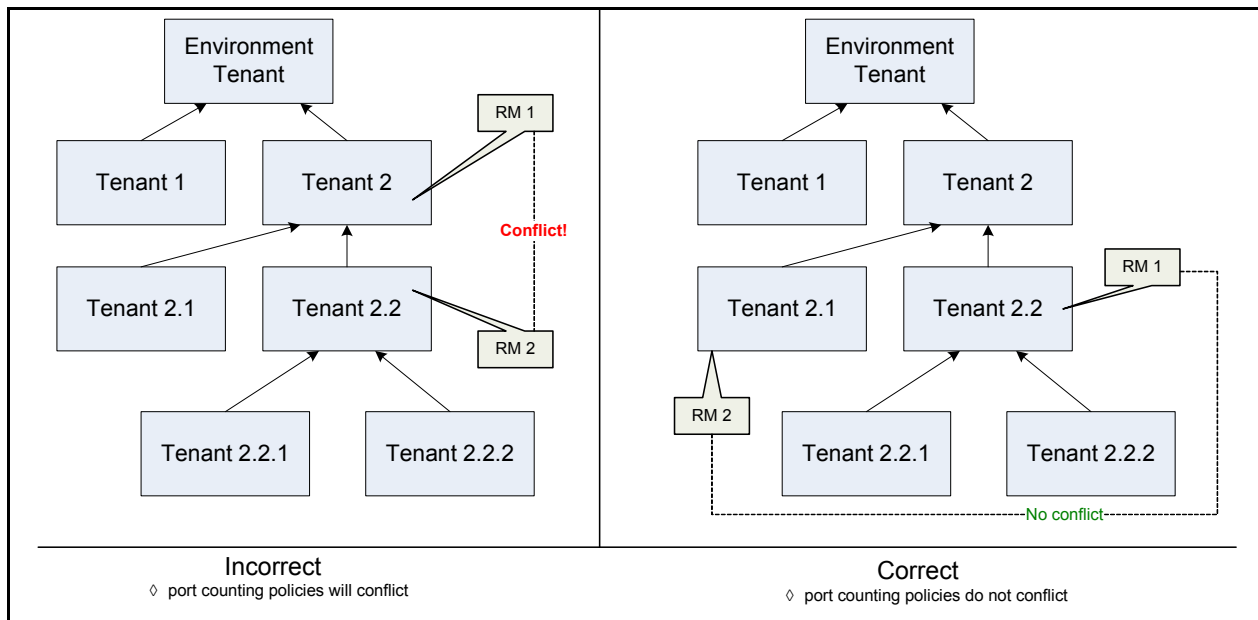 Environment
Tenant
RM 1
Tenant 1
Tenant 2
Conflict!
Tenant 2.1
Tenant 2.2
RM 2
Tenant 2.2.1
Tenant 2.2.2
Incorrect
◊ port counting policies will conflict
Environment
Tenant
Tenant 1
Tenant 2
RM 1
Tenant 2.1
Tenant 2.2
RM 2
Tenant 2.2.1
Tenant 2.2.2
No conflict
Correct
◊ port counting policies do not conflict